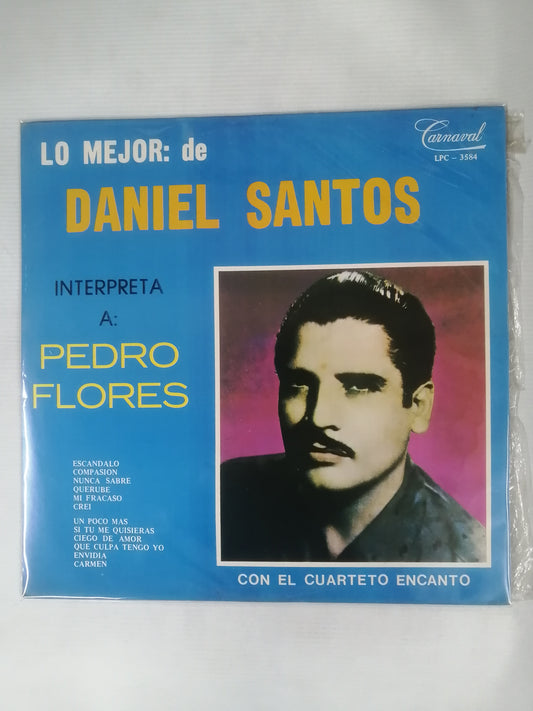 Carnaval
LPC - 3584
LO MEJOR: de
DANIEL SANTOS
INTERPRETA
A:
PEDRO
FLORES
ESCANDALO
COMPASION
NUNCA SABRE
QUERUBE
MI FRACASO
CREI
UN POCO MAS
SI TU ME QUISIERAS
CIEGO DE AMOR
QUE CULPA TENGO YO
ENVIDIA
CARMEN
CON EL CUARTETO ENCANTO